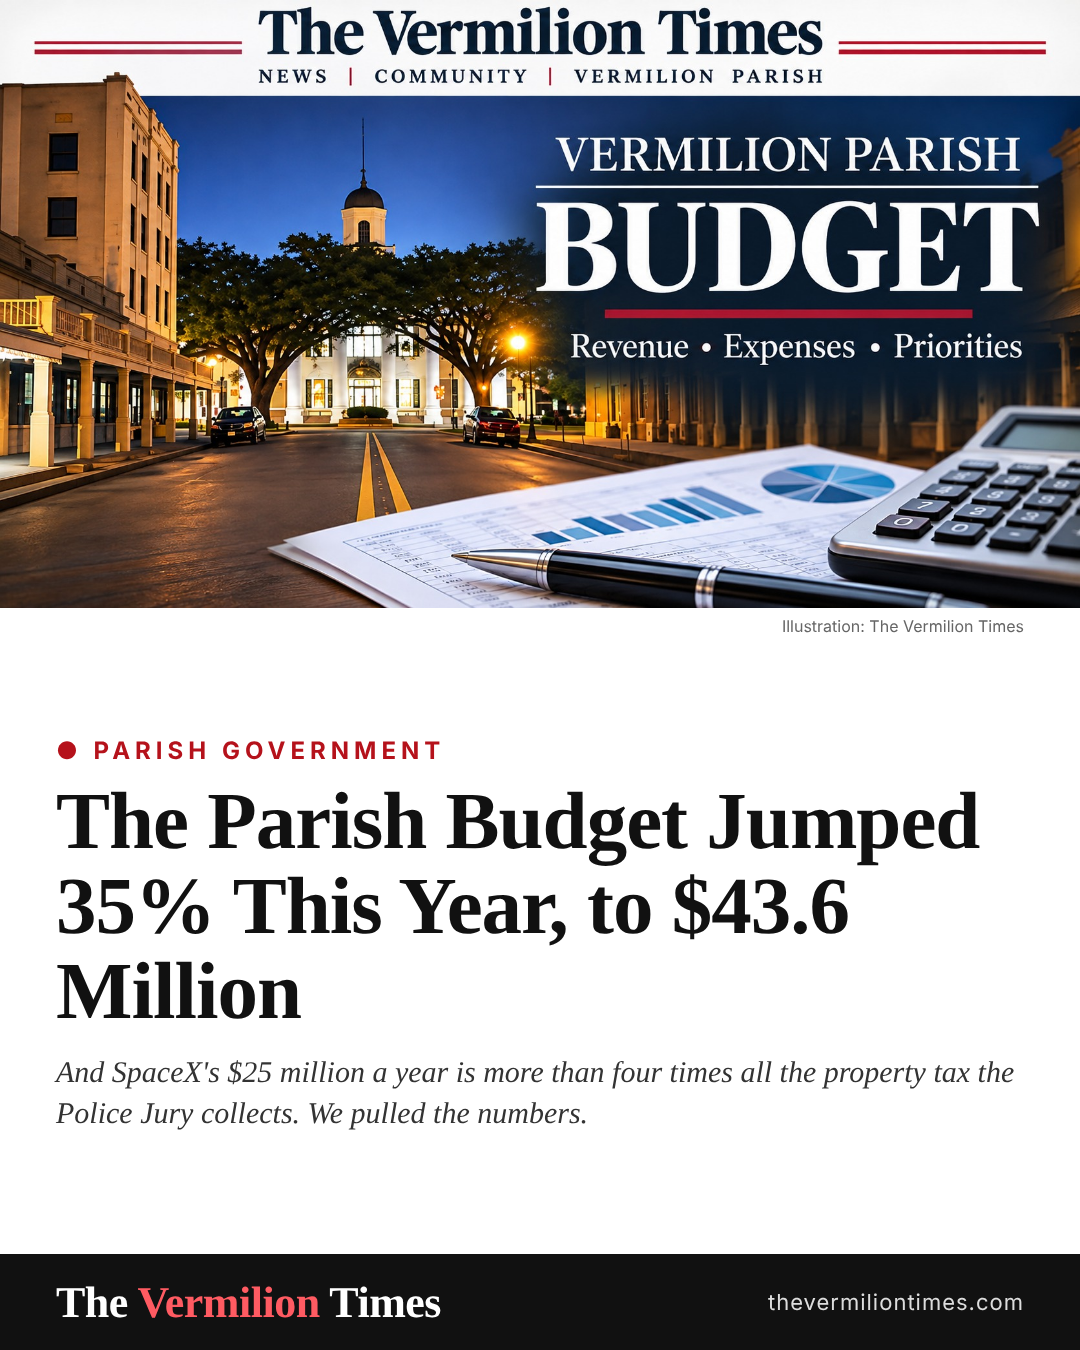 The Vermilion Times
NEWS | COMMUNITY | VERMILION PARISH
VERMILION PARISH
BUDGET
Revenue • Expenses • Priorities
Illustration: The Vermilion Times
PARISH GOVERNMENT
The Parish Budget Jumped
35% This Year, to $43.6
Million
And SpaceX's $25 million a year is more than four times all the property tax the
Police Jury collects. We pulled the numbers.
The Vermilion Times
thevermiliontimes.com